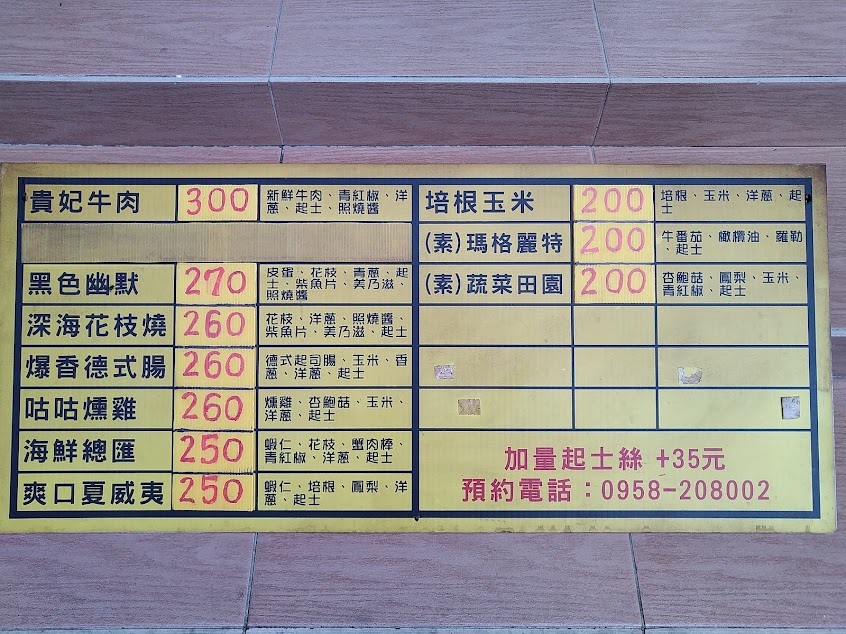 貴妃牛肉 300 新鮮牛肉、青紅椒、洋
蔥、起士、照燒醬
黑色幽默 270 皮蛋、花枝、青蔥、起
士、柴魚片、美乃滋、
照燒醬
深海花枝燒 260 花枝、洋蔥、照燒醬、
柴魚片、美乃滋、起士
爆香德式腸 260 德式起司腸、玉米、香
蔥、洋蔥、起士
咕咕燻雞 260 燻雞、杏鮑菇、玉米、
洋蔥、起士
海鮮總匯 250 蝦仁、花枝、蟹肉棒、
青紅椒、洋蔥、起士
爽口夏威夷 250 蝦仁、培根、鳳梨、洋
蔥、起士
培根玉米 200 培根、玉米、洋蔥、起
士
(素)瑪格麗特 200 牛番茄、橄欖油、羅勒
、起士
(素)蔬菜田園 200 杏鮑菇、鳳梨、玉米、
青紅椒、起士
加量起士絲 +35元
預約電話：0958-208002